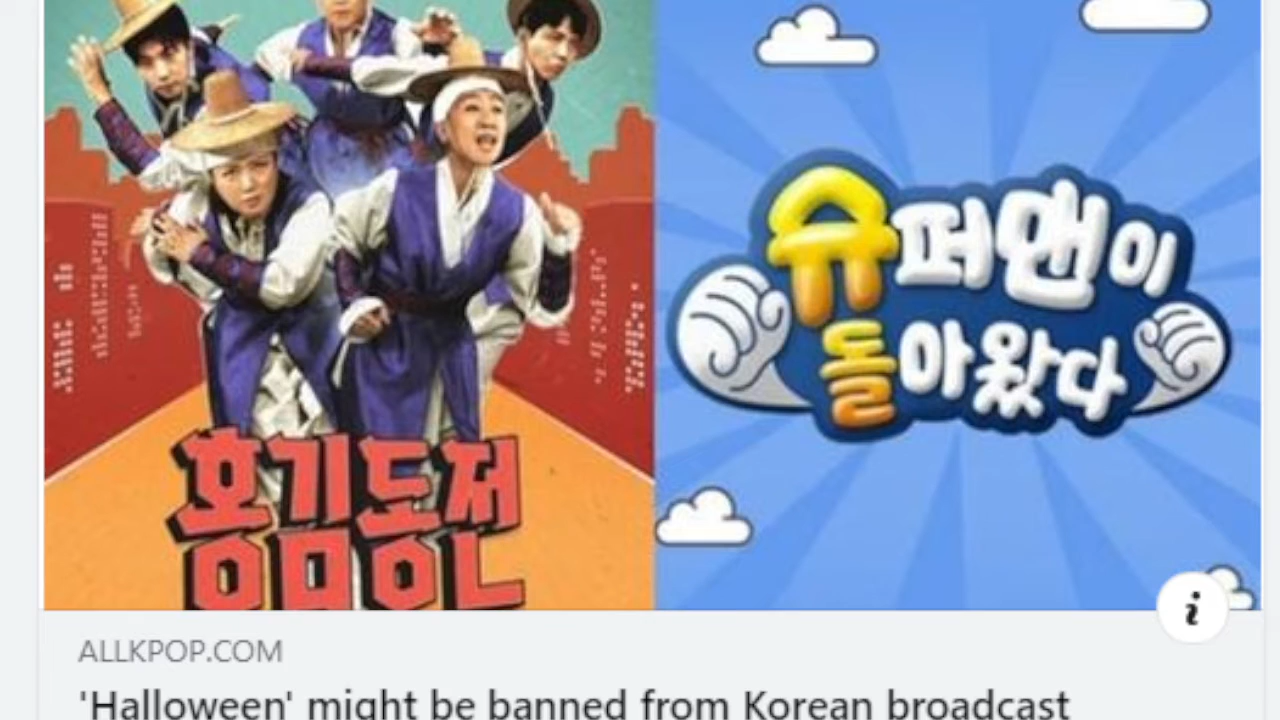 홍김동전
슈퍼맨이
돌아왔다
i
ALLKPOP.COM
'Halloween' might be banned from Korean broadcast